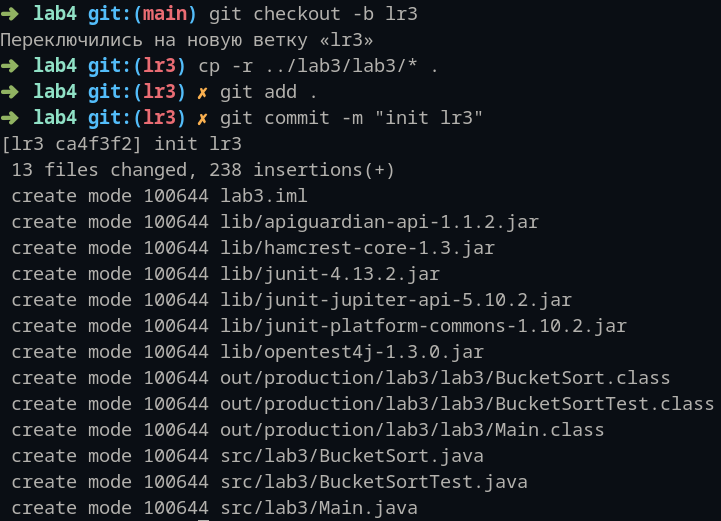 ➜ lab4 git:(main) git checkout -b lr3
Переключились на новую ветку «lr3»
➜ lab4 git:(lr3) cp -r ../lab3/lab3/* .
➜ lab4 git:(lr3) ✗ git add .
➜ lab4 git:(lr3) ✗ git commit -m "init lr3"
[lr3 ca4f3f2] init lr3
13 files changed, 238 insertions(+)
create mode 100644 lab3.iml
create mode 100644 lib/apiguardian-api-1.1.2.jar
create mode 100644 lib/hamcrest-core-1.3.jar
create mode 100644 lib/junit-4.13.2.jar
create mode 100644 lib/junit-jupiter-api-5.10.2.jar
create mode 100644 lib/junit-platform-commons-1.10.2.jar
create mode 100644 lib/opentest4j-1.3.0.jar
create mode 100644 out/production/lab3/lab3/BucketSort.class
create mode 100644 out/production/lab3/lab3/BucketSortTest.class
create mode 100644 out/production/lab3/lab3/Main.class
create mode 100644 src/lab3/BucketSort.java
create mode 100644 src/lab3/BucketSortTest.java
create mode 100644 src/lab3/Main.java